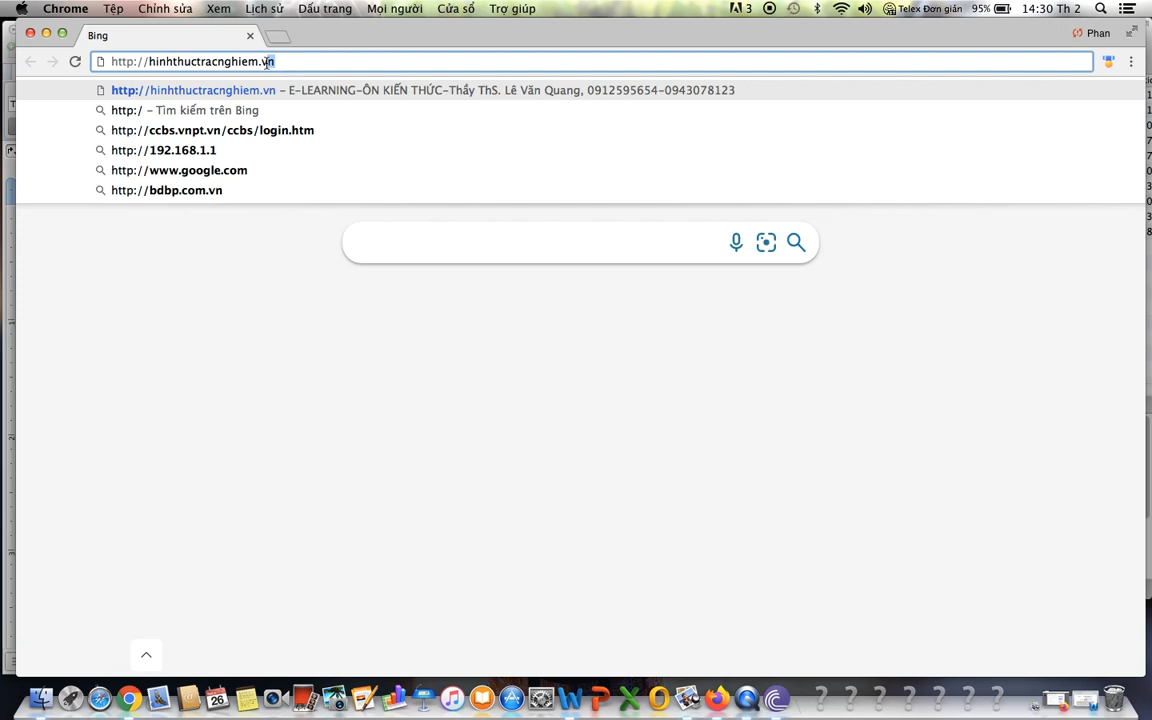 Chrome Tệp Chỉnh sửa Xem Lịch sử Dấu trang Mọi người Cửa sổ Trợ giúp 3 Telex Đơn giản 95% 14:30 Th 2
Bing
Phan
http://hinhthuctracnghiem.vn
http://hinhthuctracnghiem.vn – E-LEARNING-ÔN KIẾN THỨC-Thầy ThS. Lê Văn Quang, 0912595654-0943078123
http:/ – Tìm kiếm trên Bing
http://ccbs.vnpt.vn/ccbs/login.htm
http://192.168.1.1
http://www.google.com
http://bdbp.com.vn
26